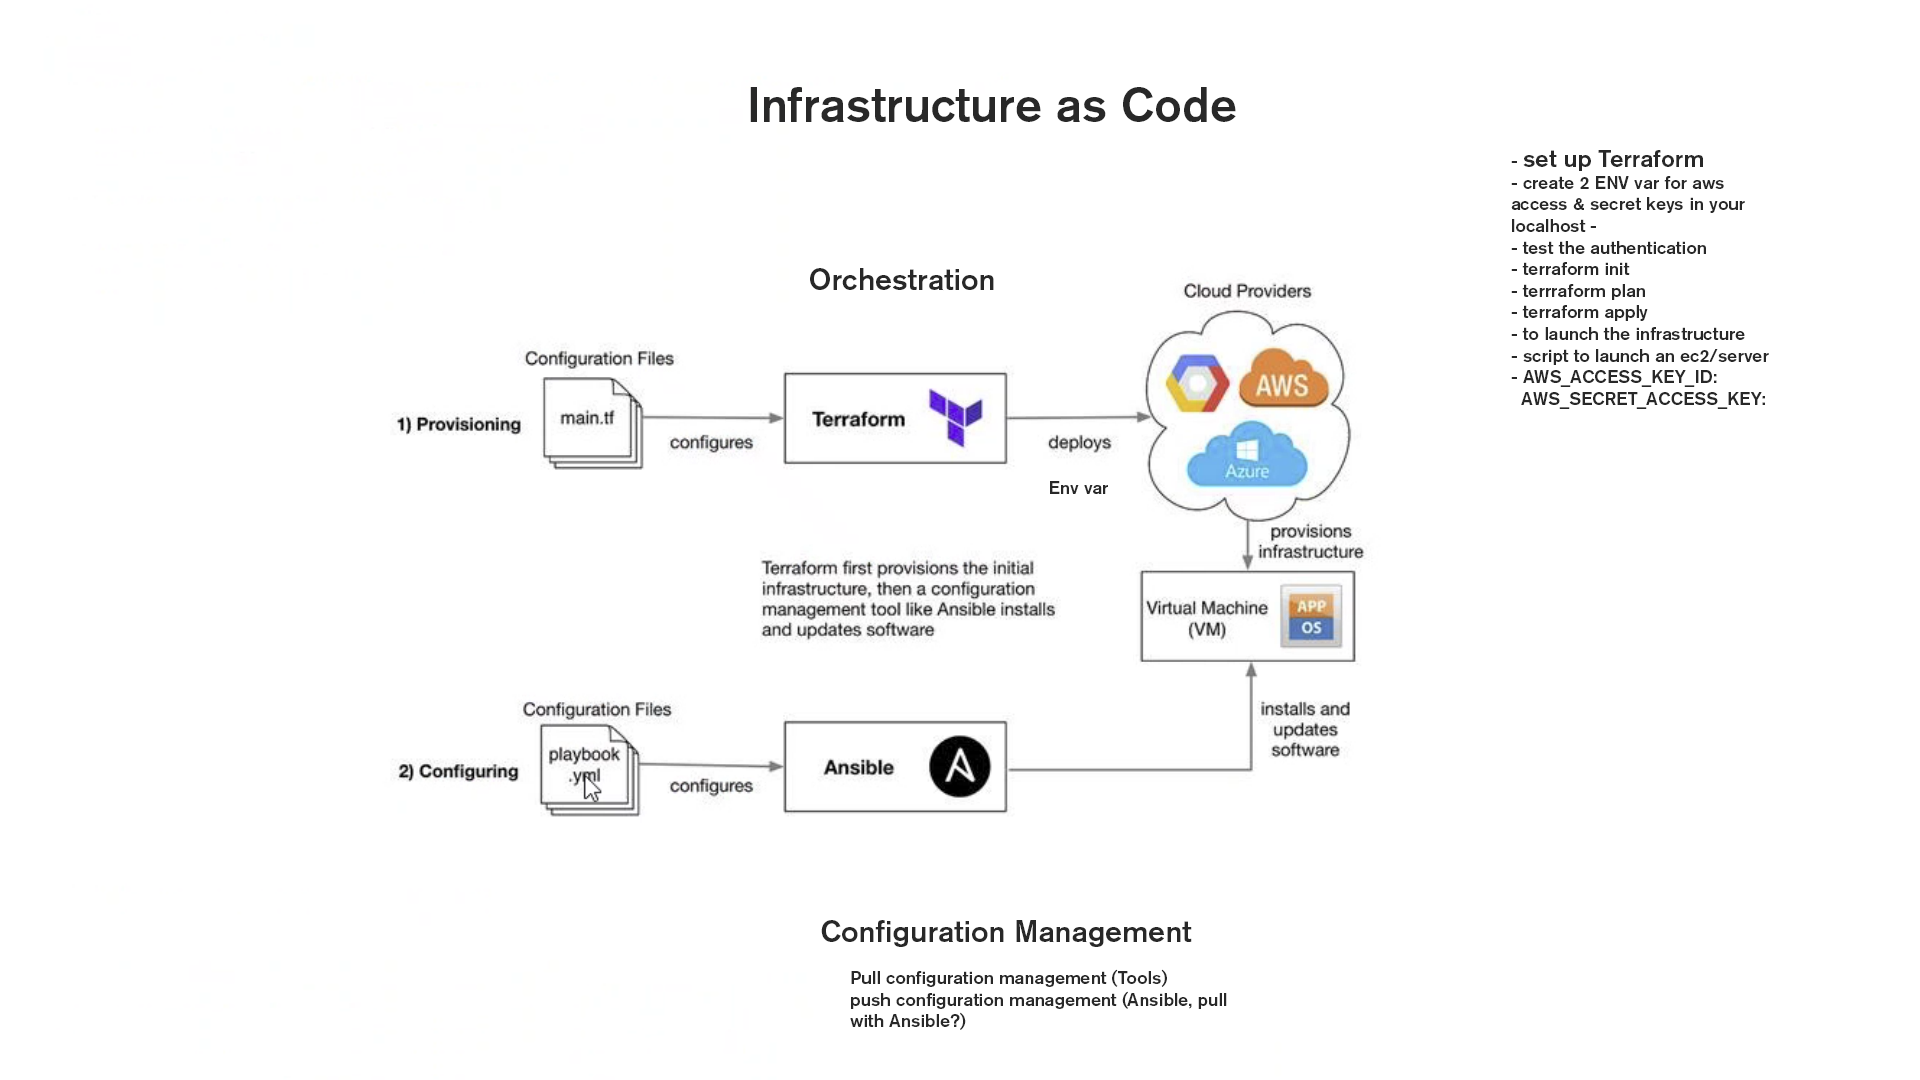 Infrastructure as Code
- set up Terraform
- create 2 ENV var for aws
access & secret keys in your
localhost -
- test the authentication
- terraform init
- terrraform plan
- terraform apply
- to launch the infrastructure
- script to launch an ec2/server
- AWS_ACCESS_KEY_ID:
AWS_SECRET_ACCESS_KEY:
Orchestration
Cloud Providers
Configuration Files
1) Provisioning
main.tf
configures
Terraform
deploys
Env var
AWS
Azure
provisions
infrastructure
Terraform first provisions the initial
infrastructure, then a configuration
management tool like Ansible installs
and updates software
Virtual Machine
(VM)
APP
OS
Configuration Files
2) Configuring
playbook
.yml
configures
Ansible
installs and
updates
software
Configuration Management
Pull configuration management (Tools)
push configuration management (Ansible, pull
with Ansible?)